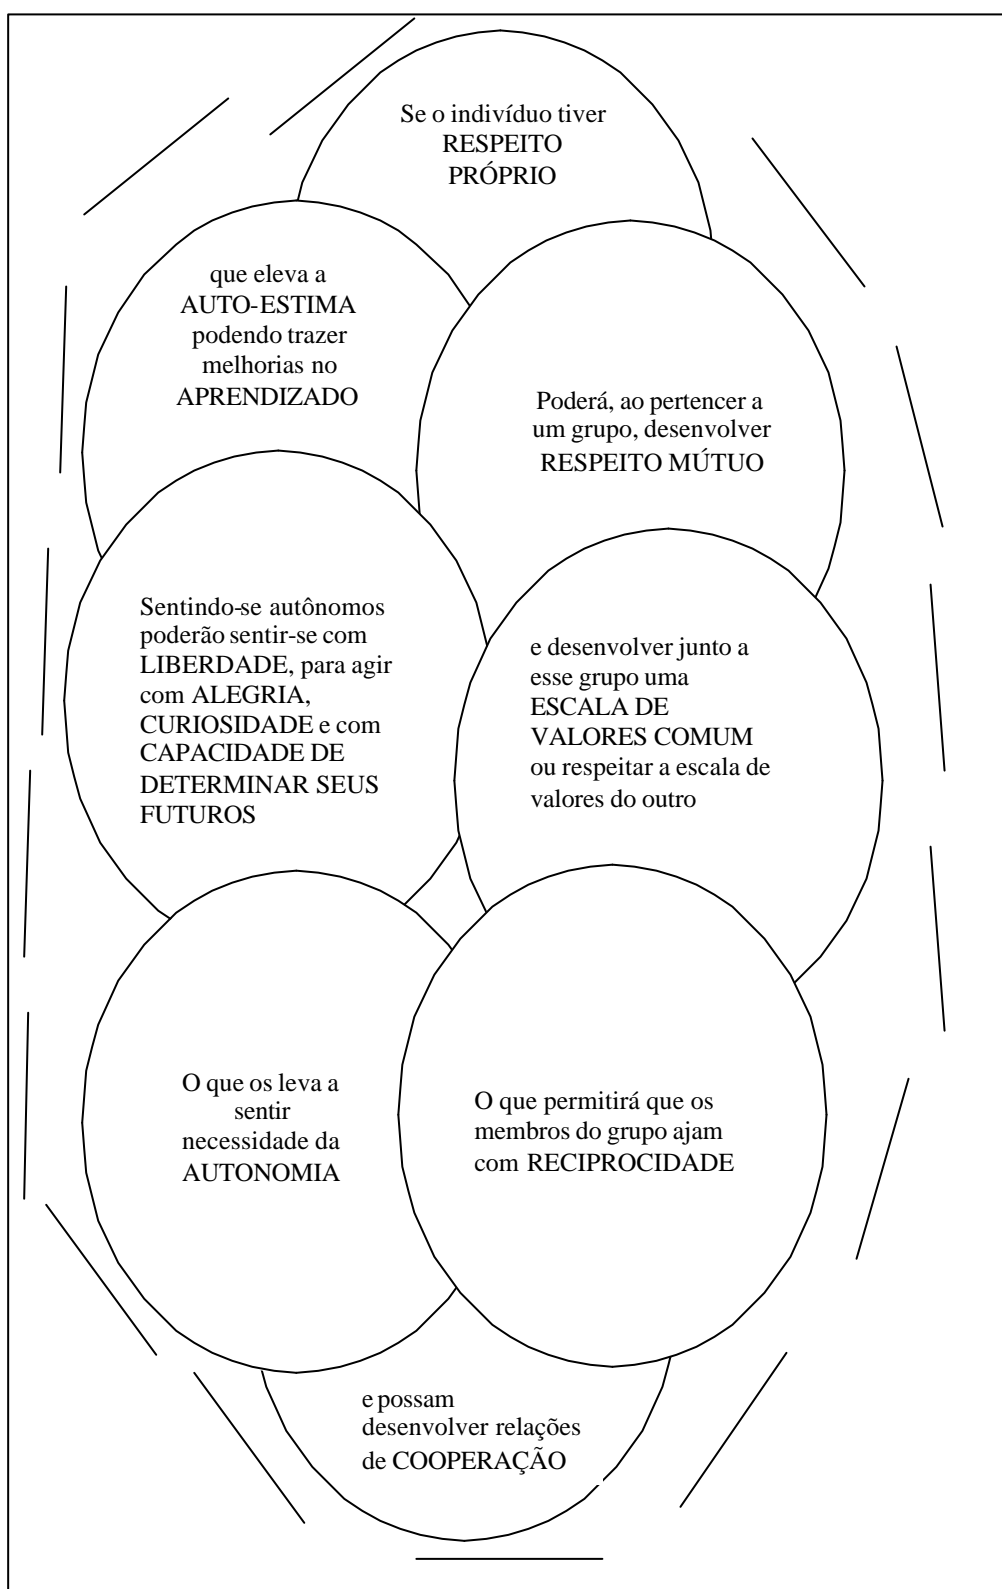 Se o indivíduo tiver
RESPEITO
PRÓPRIO
Poderá, ao pertencer a
um grupo, desenvolver
RESPEITO MÚTUO
e desenvolver junto a
esse grupo uma
ESCALA DE
VALORES COMUM
ou respeitar a escala de
valores do outro
O que permitirá que os
membros do grupo ajam
com RECIPROCIDADE
e possam
desenvolver relações
de COOPERAÇÃO
O que os leva a
sentir
necessidade da
AUTONOMIA
Sentindo-se autônomos
poderão sentir-se com
LIBERDADE, para agir
com ALEGRIA,
CURIOSIDADE e com
CAPACIDADE DE
DETERMINAR SEUS
FUTUROS
que eleva a
AUTO-ESTIMA
podendo trazer
melhorias no
APRENDIZADO